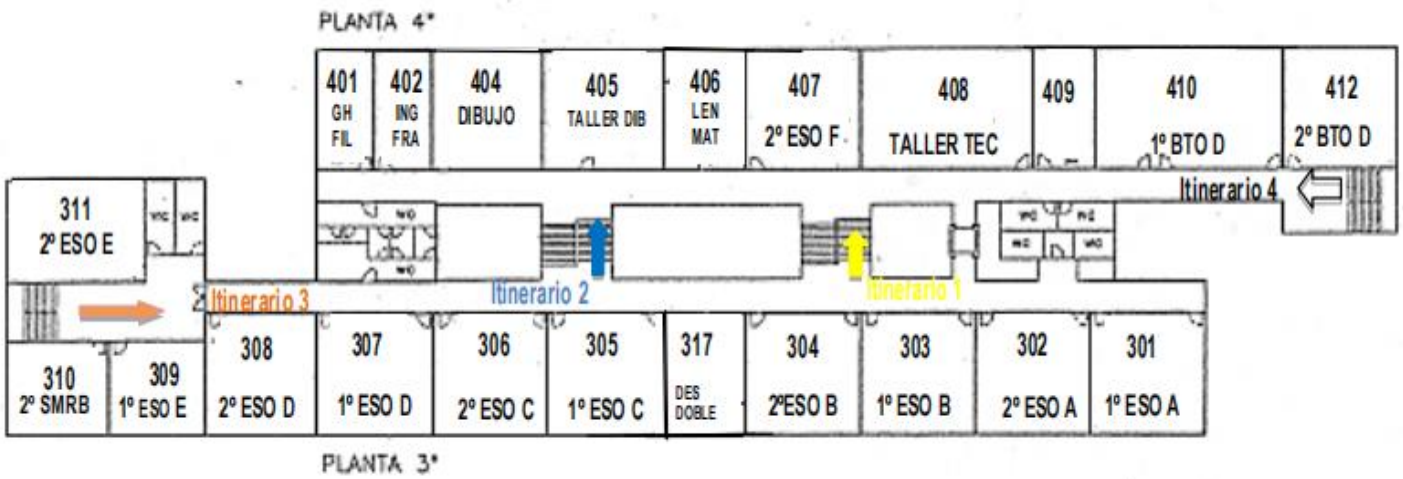 PLANTA 4ª
401
GH
FIL
402
ING
FRA
404
DIBUJO
405
TALLER DIB
406
LEN
MAT
407
2º ESO F
408
TALLER TEC
409
410
1º BTO D
412
2º BTO D
Itinerario 4
311
2º ESO E
Itinerario 3
Itinerario 2
Itinerario 1
310
2º SMRB
309
1º ESO E
308
2º ESO D
307
1º ESO D
306
2º ESO C
305
1º ESO C
317
DES
DOBLE
304
2ºESO B
303
1º ESO B
302
2º ESO A
301
1º ESO A
PLANTA 3ª